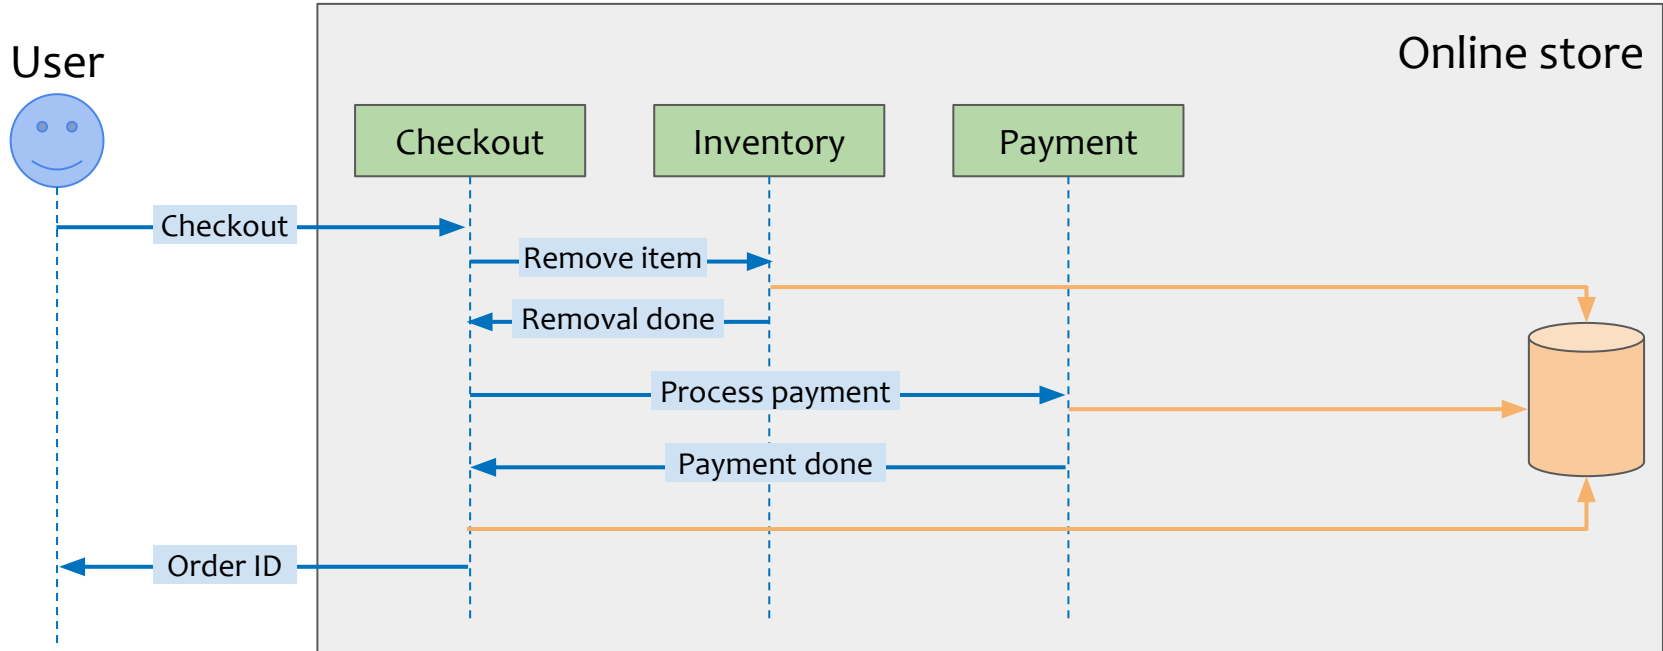 User
Online store
Checkout
Inventory
Payment
Checkout
Remove item
Removal done
Process payment
Payment done
Order ID